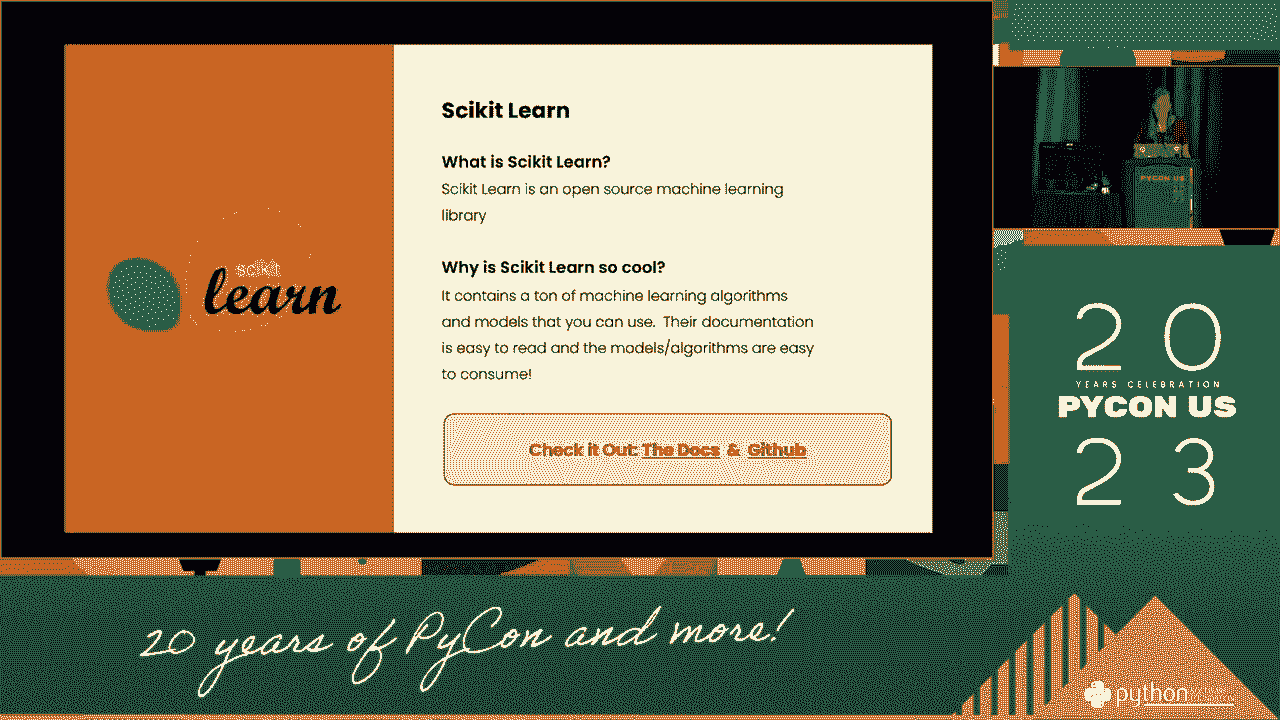 Scikit Learn
What is Scikit Learn?
Scikit Learn is an open source machine learning
library
Why is Scikit Learn so cool?
It contains a ton of machine learning algorithms
and models that you can use. Their documentation
is easy to read and the models/algorithms are easy
to consume!
Check it Out: The Docs & Github
scikit
learn
PYCON US
20
YEARS CELEBRATION
PYCON US
23
20 years of PyCon and more!
python